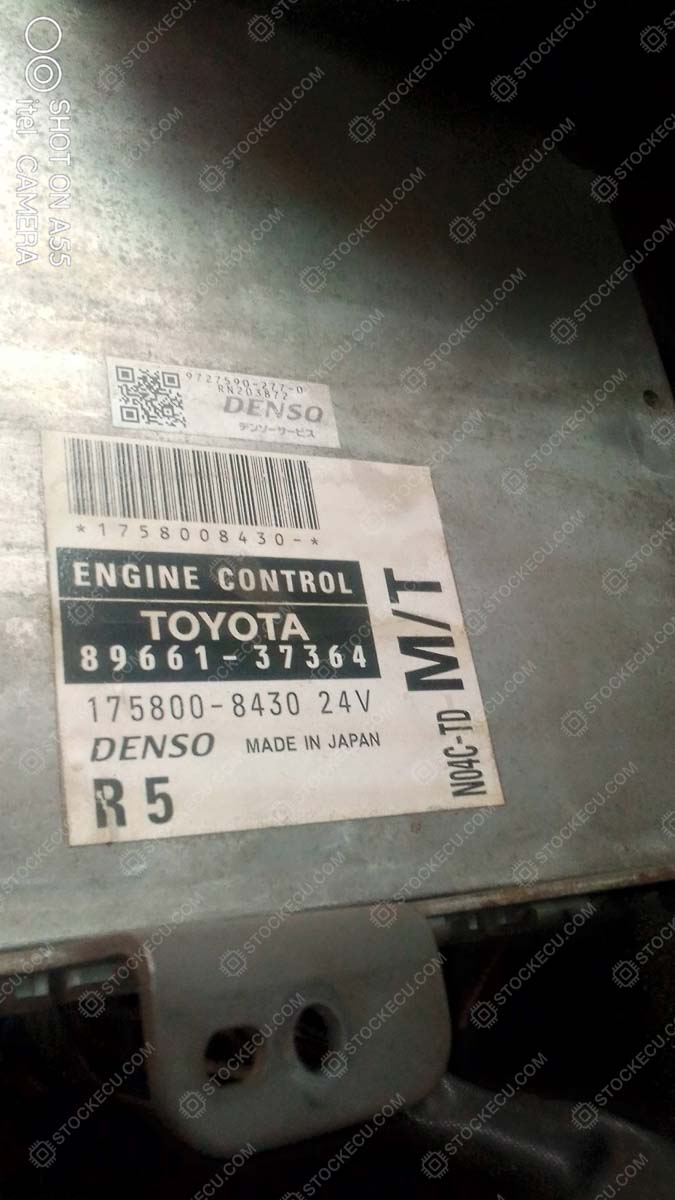 SHOT ON A55
itel CAMERA
9727590-277-0
RN203872
DENSO
デンソーサービス
*1758008430-*
ENGINE CONTROL
TOYOTA
89661-37364
175800-8430 24V
DENSO MADE IN JAPAN
R5
M/T
N04C-TD
STOCKECU.COM